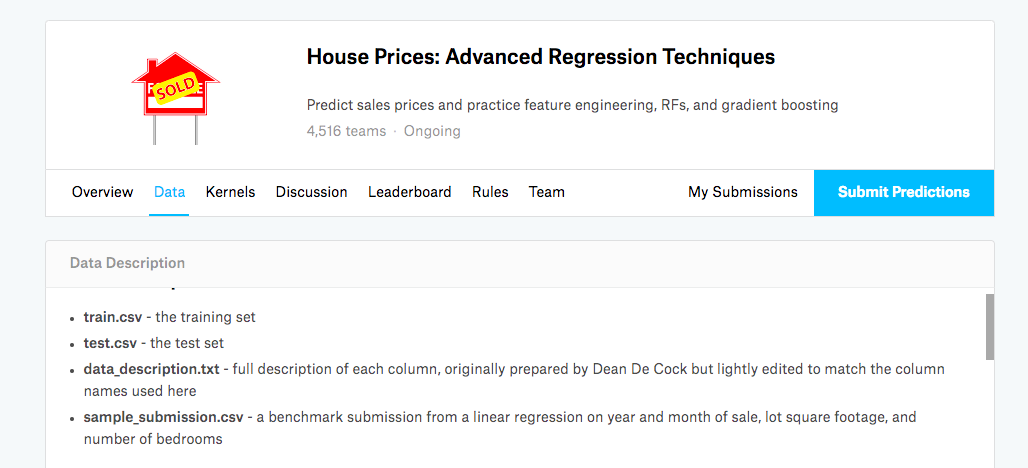 House Prices: Advanced Regression Techniques
SOLD
Predict sales prices and practice feature engineering, RFs, and gradient boosting
4,516 teams · Ongoing
Overview Data Kernels Discussion Leaderboard Rules Team My Submissions Submit Predictions
Data Description
• train.csv - the training set
• test.csv - the test set
• data_description.txt - full description of each column, originally prepared by Dean De Cock but lightly edited to match the column
names used here
• sample_submission.csv - a benchmark submission from a linear regression on year and month of sale, lot square footage, and
number of bedrooms